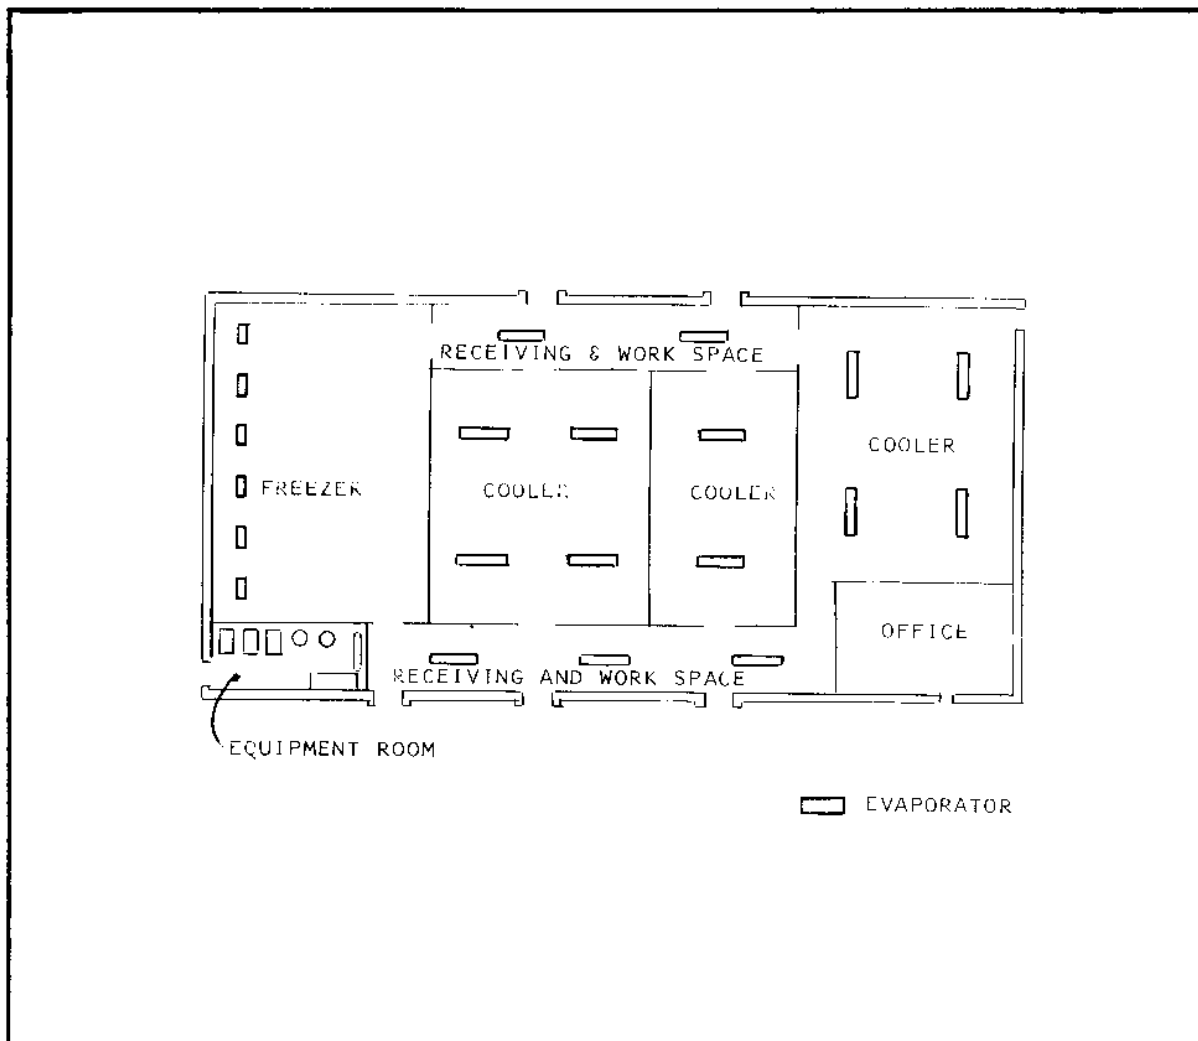 RECEIVING & WORK SPACE
COOLER
FREEZER
COOLER
COOLER
OFFICE
RECEIVING AND WORK SPACE
EQUIPMENT ROOM
EVAPORATOR